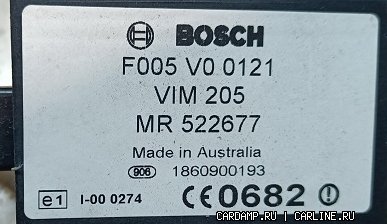 BOSCH
F005 V0 0121
VIM 205
MR 522677
Made in Australia
906 1860900193
e1 I-00 0274 CE0682
CARDAMP.RU | CARLINE.RU